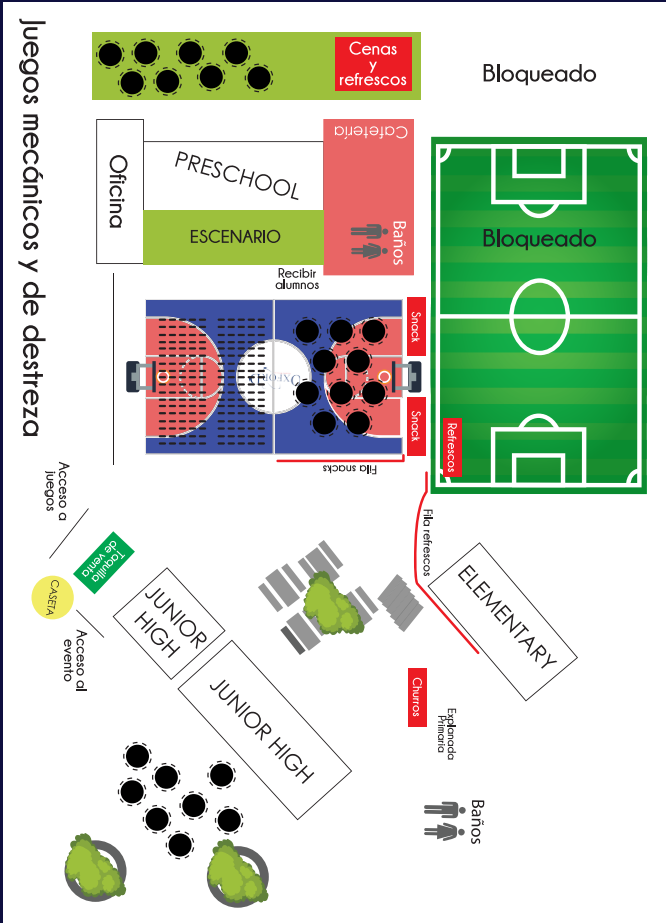 Juegos mecánicos y de destreza
Cenas
y
refrescos
Bloqueado
Oficina
PRESCHOOL
ESCENARIO
Cafetería
Baños
Bloqueado
Recibir
alumnos
Snack
Snack
Refrescos
Fila snacks
Fila refrescos
Acceso a
juegos
Taquilla
de venta
CASETA
Acceso al
evento
JUNIOR
HIGH
JUNIOR HIGH
ELEMENTARY
Churros
Explanada
Primaria
Baños